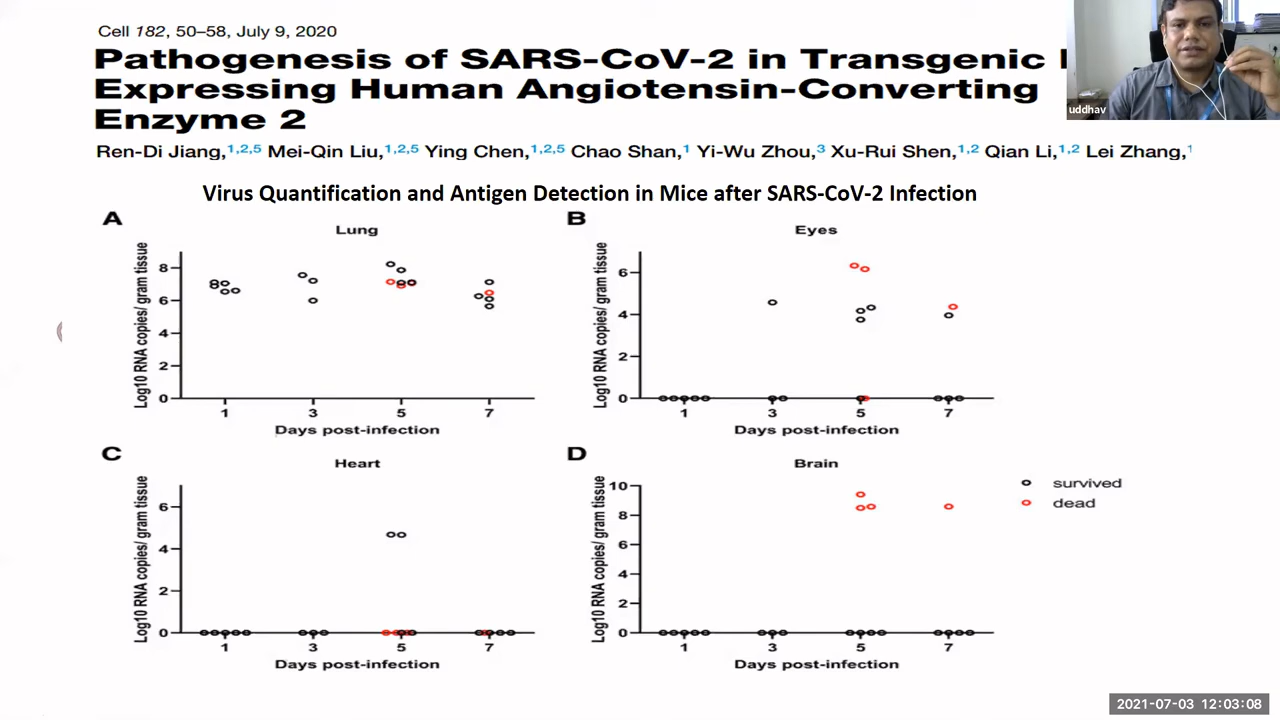 Cell 182, 50–58, July 9, 2020
Pathogenesis of SARS-CoV-2 in Transgenic
Expressing Human Angiotensin-Converting
Enzyme 2
Ren-Di Jiang,1,2,5 Mei-Qin Liu,1,2,5 Ying Chen,1,2,5 Chao Shan,1 Yi-Wu Zhou,3 Xu-Rui Shen,1,2 Qian Li,1,2 Lei Zhang,1
uddhav
Virus Quantification and Antigen Detection in Mice after SARS-CoV-2 Infection
A
Lung
Log10 RNA copies/ gram tissue
8
6
4
2
0
1 3 5 7
Days post-infection
B
Eyes
Log10 RNA copies/ gram tissue
6
4
2
0
1 3 5 7
Days post-infection
C
Heart
Log10 RNA copies/ gram tissue
6
4
2
0
1 3 5 7
Days post-infection
D
Brain
Log10 RNA copies/ gram tissue
10
8
6
4
2
0
1 3 5 7
Days post-infection
survived
dead
2021-07-03 12:03:08